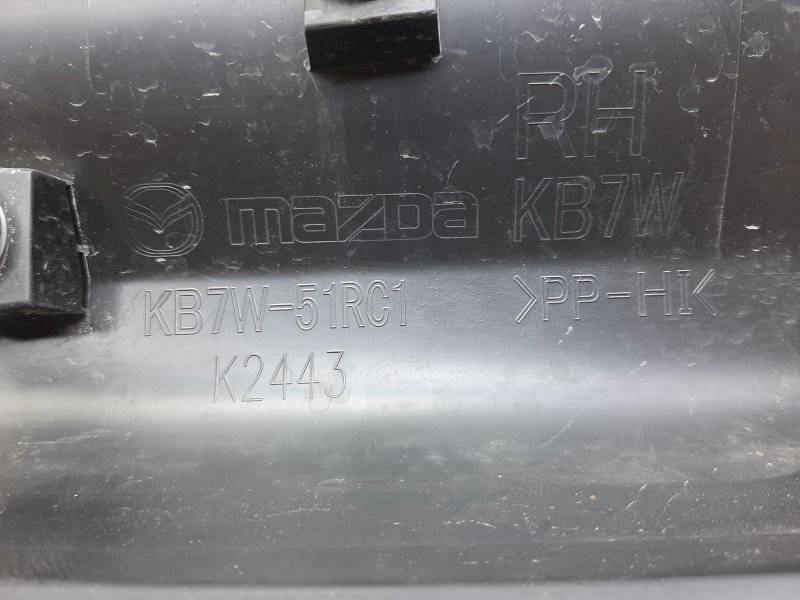 RH
mazda KB7W
KB7W-51RC1 >PP-HI<
K2443